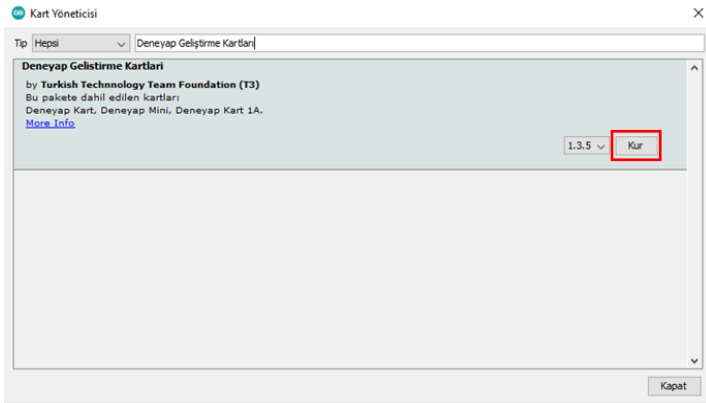 Kart Yöneticisi
Tip Hepsi Deneyap Geliştirme Kartları
Deneyap Gelistirme Kartlari
by Turkish Technnology Team Foundation (T3)
Bu pakete dahil edilen kartlar:
Deneyap Kart, Deneyap Mini, Deneyap Kart 1A.
More Info
1.3.5 Kur
Kapat